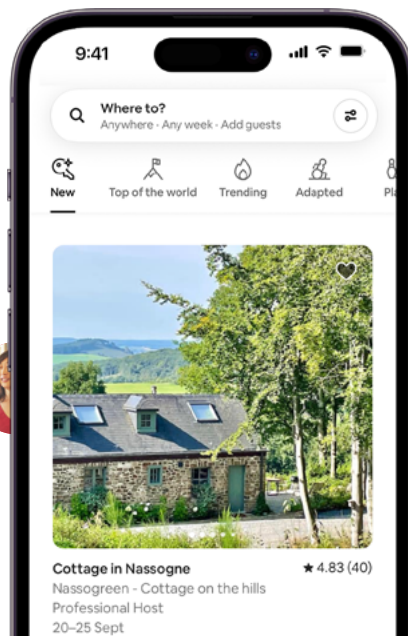 9:41
Where to?
Anywhere · Any week · Add guests
New
Top of the world
Trending
Adapted
Cottage in Nassogne
★ 4.83 (40)
Nassogreen - Cottage on the hills
Professional Host
20–25 Sept